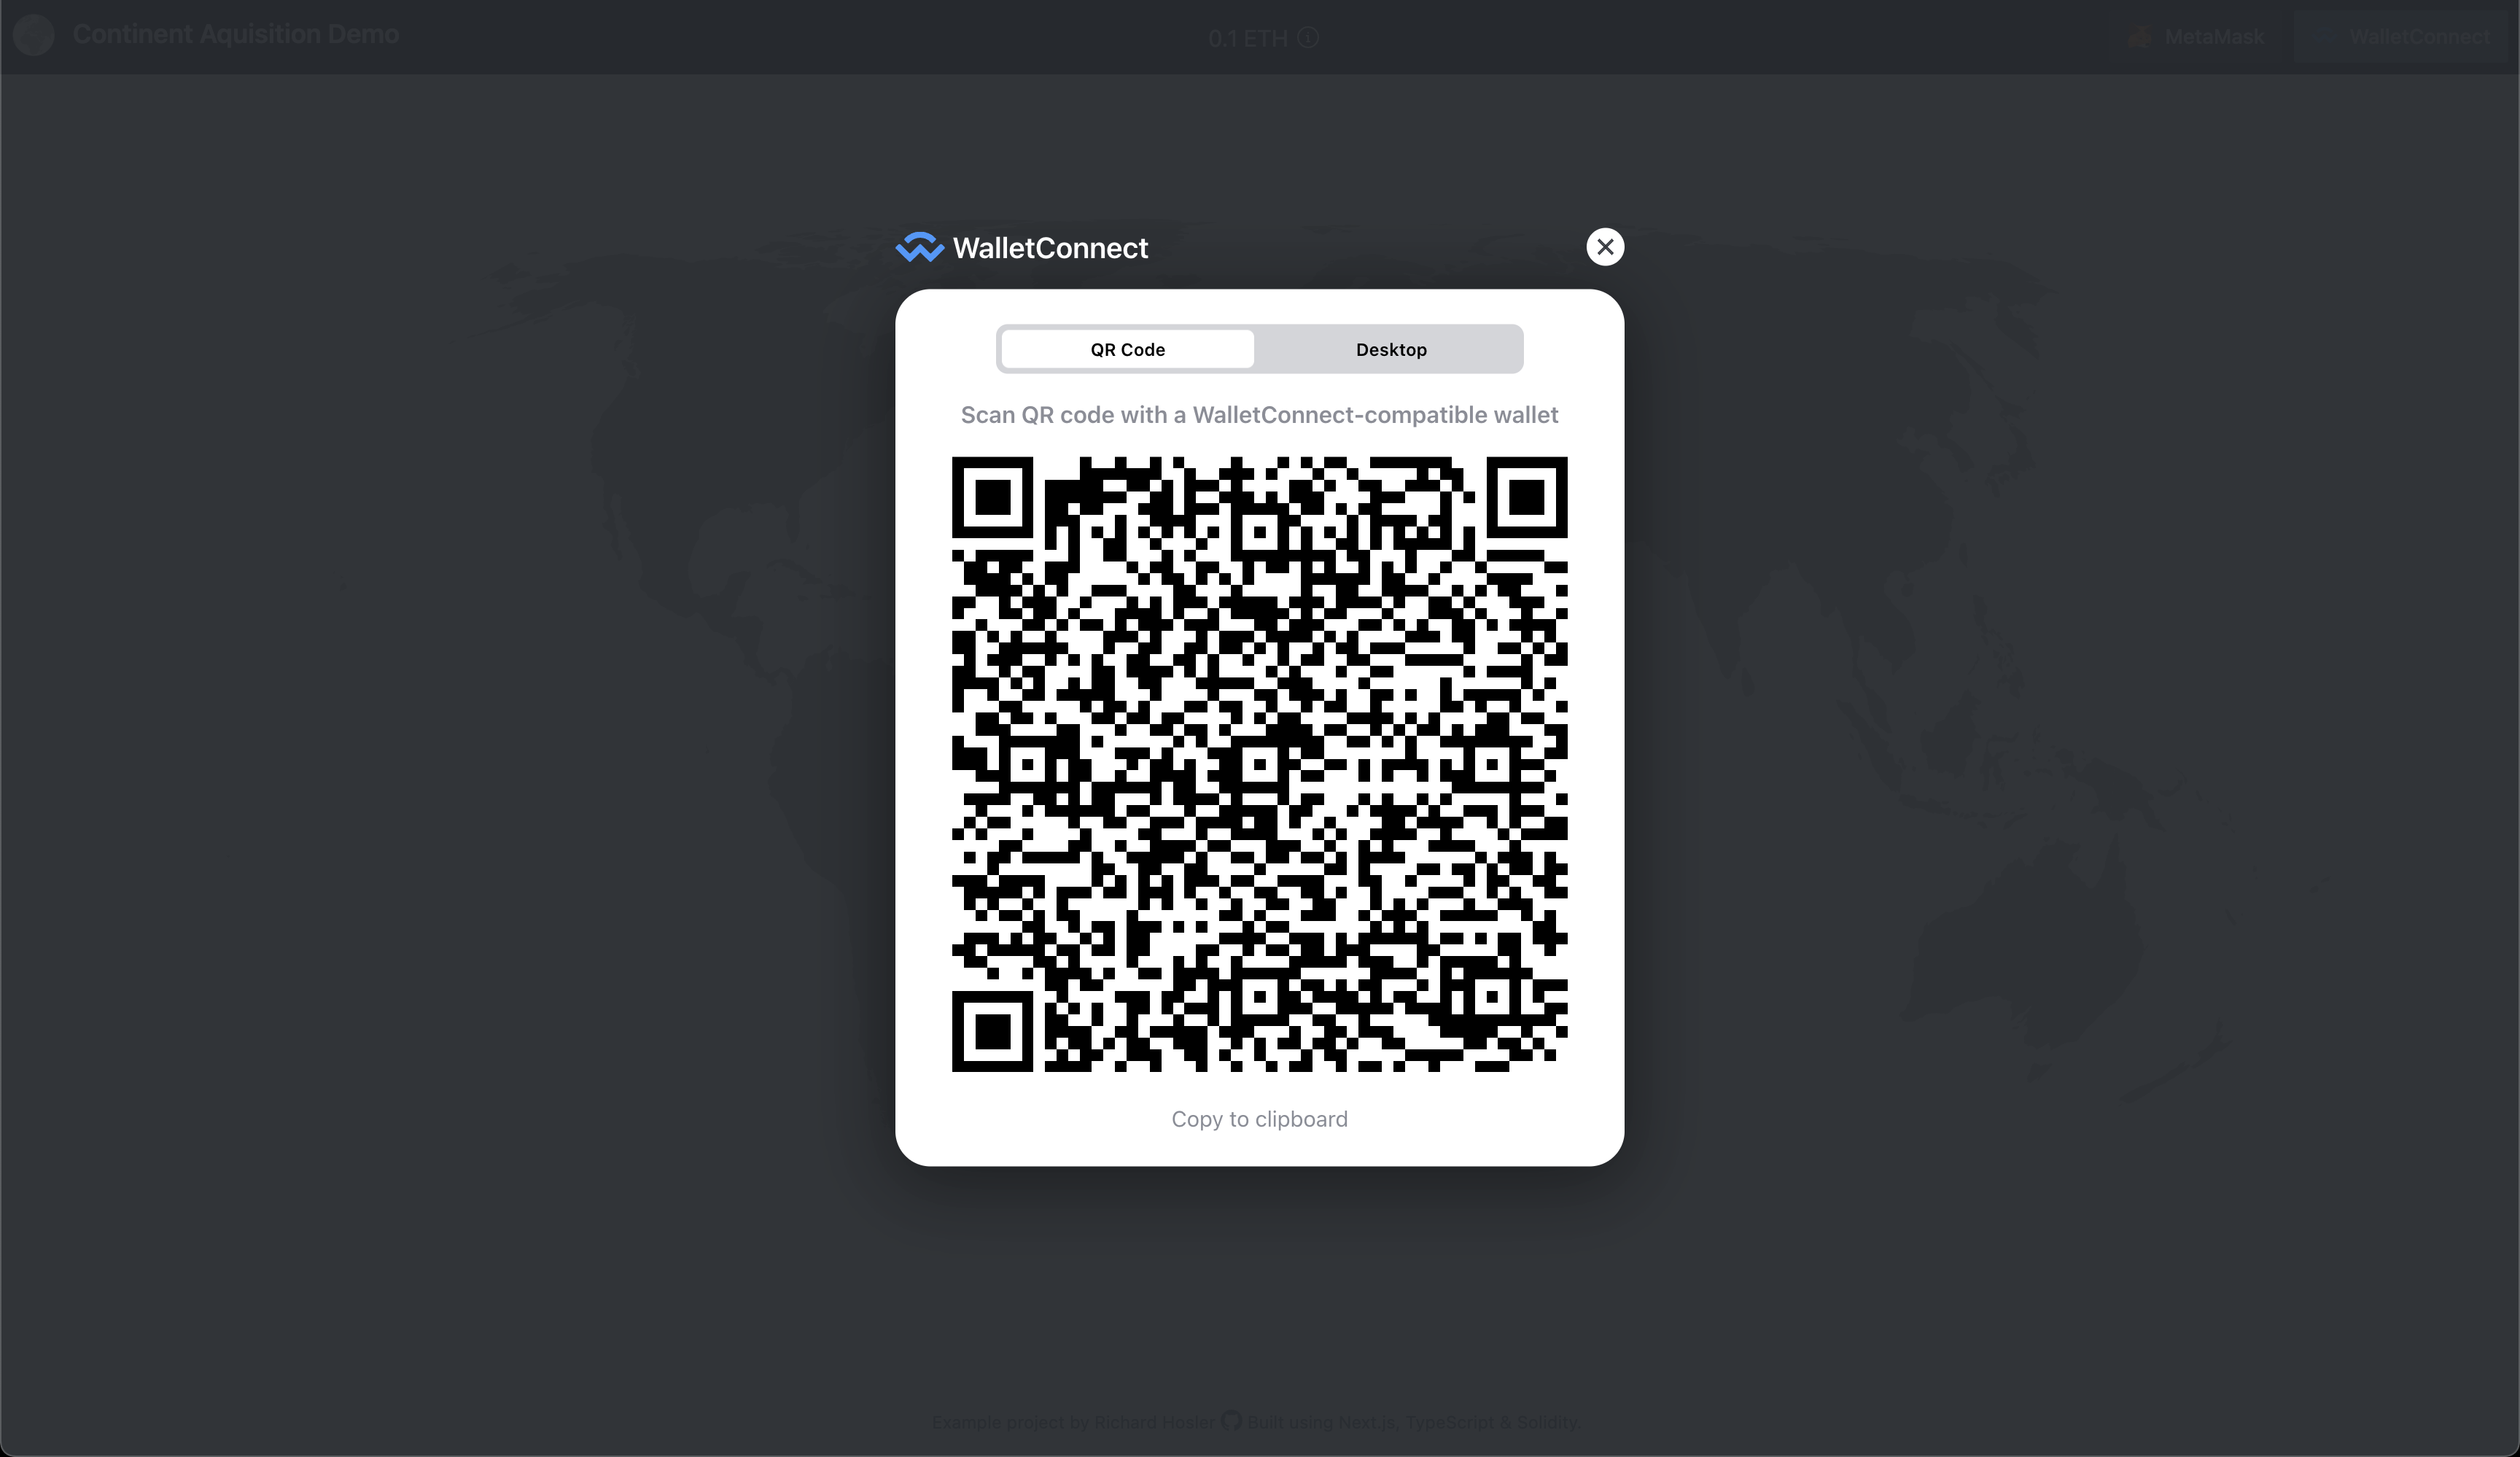 Continent Aquisition Demo
0.1 ETH
MetaMask
WalletConnect
WalletConnect
QR Code
Desktop
Scan QR code with a WalletConnect-compatible wallet
Copy to clipboard
Example project by Richard Hosler Built using Next.js, TypeScript & Solidity.